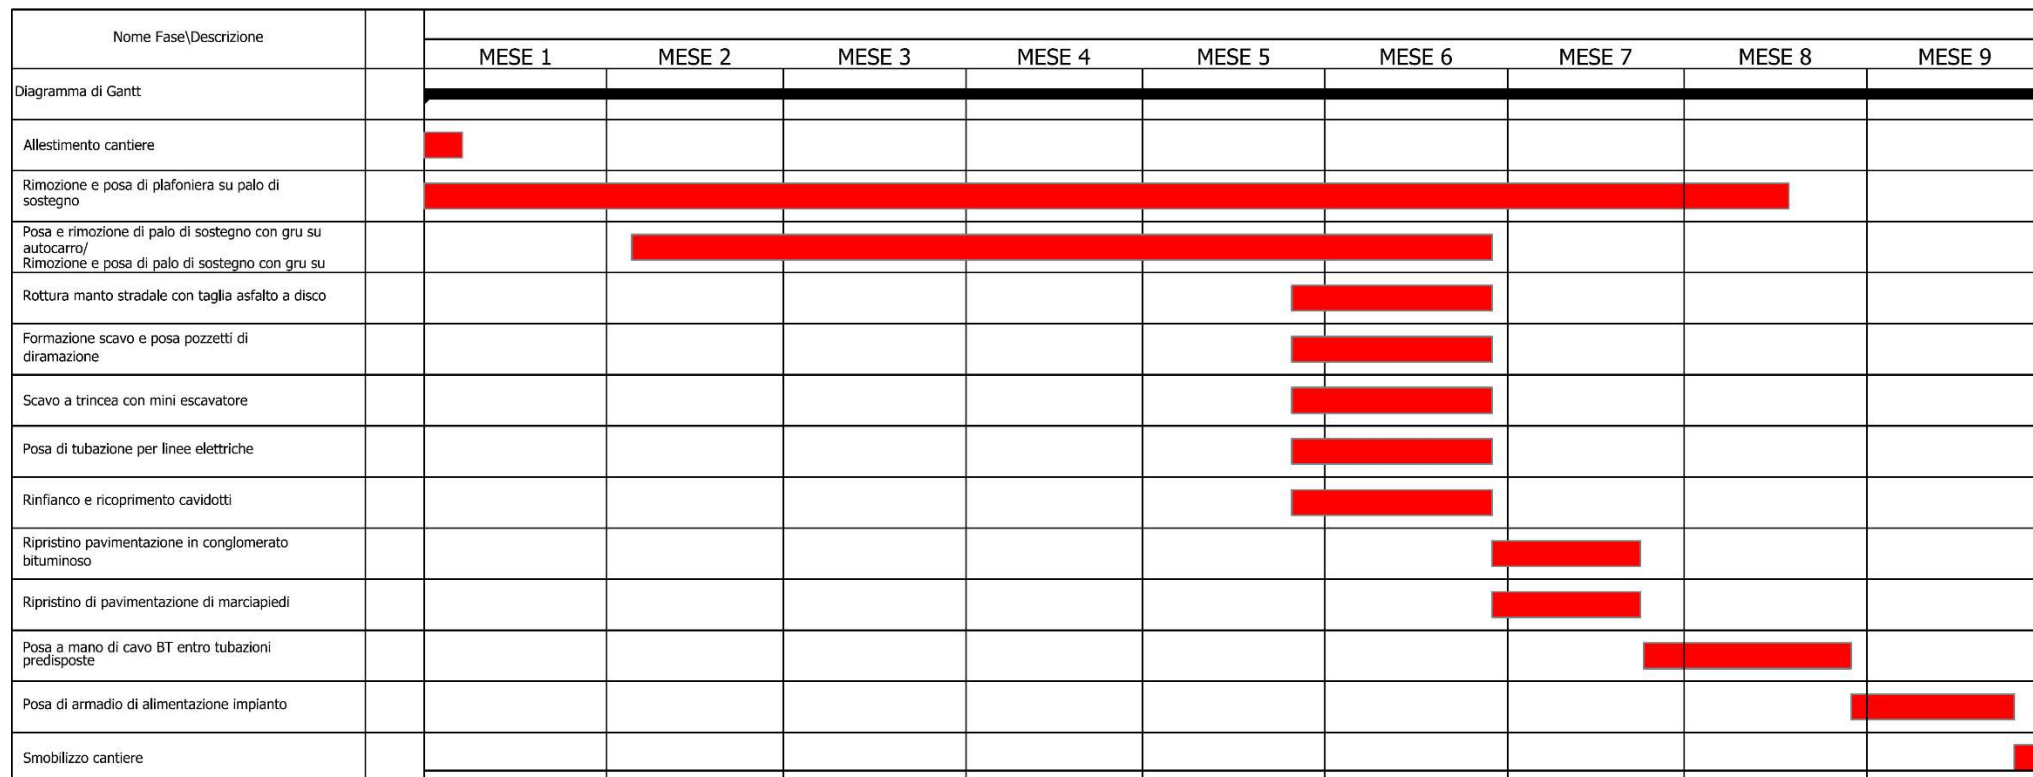 Nome Fase\Descrizione
MESE 1 MESE 2 MESE 3 MESE 4 MESE 5 MESE 6 MESE 7 MESE 8 MESE 9
Diagramma di Gantt
Allestimento cantiere
Rimozione e posa di plafoniera su palo di
sostegno
Posa e rimozione di palo di sostegno con gru su
autocarro/
Rimozione e posa di palo di sostegno con gru su
Rottura manto stradale con taglia asfalto a disco
Formazione scavo e posa pozzetti di
diramazione
Scavo a trincea con mini escavatore
Posa di tubazione per linee elettriche
Rinfianco e ricoprimento cavidotti
Ripristino pavimentazione in conglomerato
bituminoso
Ripristino di pavimentazione di marciapiedi
Posa a mano di cavo BT entro tubazioni
predisposte
Posa di armadio di alimentazione impianto
Smobilizzo cantiere